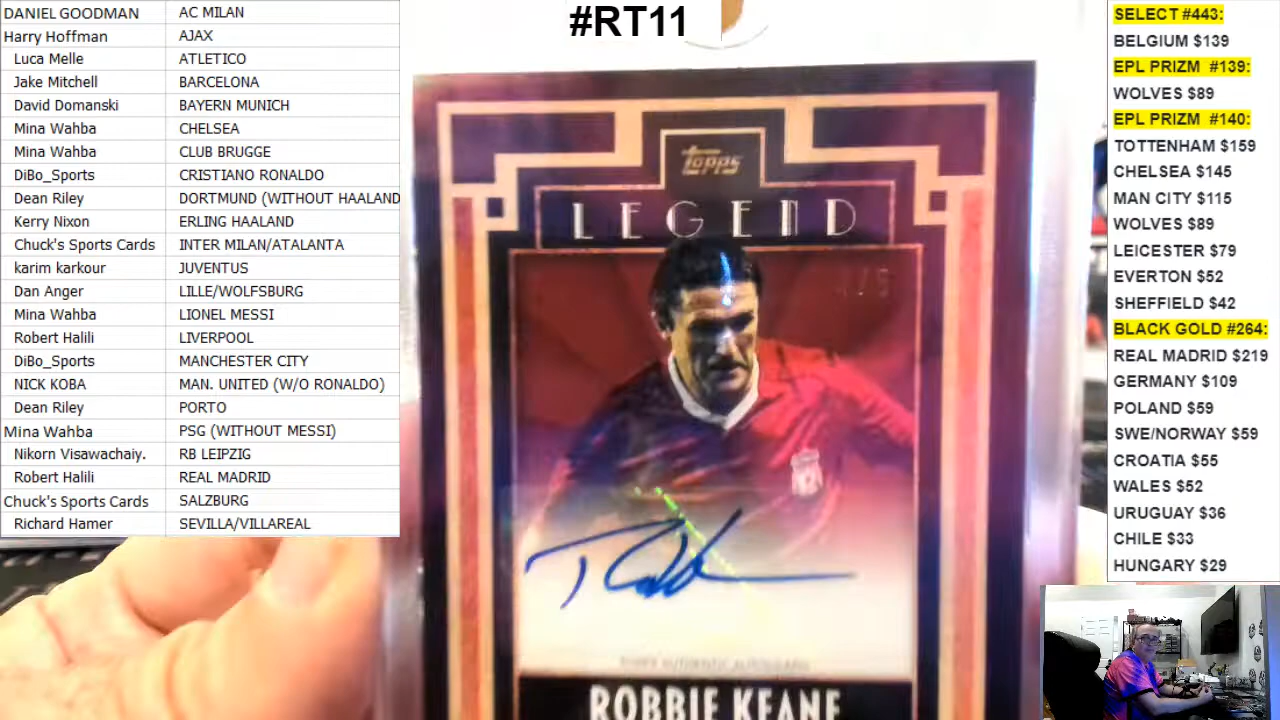 #RT11
DANIEL GOODMAN AC MILAN
Harry Hoffman AJAX
Luca Melle ATLETICO
Jake Mitchell BARCELONA
David Domanski BAYERN MUNICH
Mina Wahba CHELSEA
Mina Wahba CLUB BRUGGE
DiBo_Sports CRISTIANO RONALDO
Dean Riley DORTMUND (WITHOUT HAALAND
Kerry Nixon ERLING HAALAND
Chuck's Sports Cards INTER MILAN/ATALANTA
karim karkour JUVENTUS
Dan Anger LILLE/WOLFSBURG
Mina Wahba LIONEL MESSI
Robert Halili LIVERPOOL
DiBo_Sports MANCHESTER CITY
NICK KOBA MAN. UNITED (W/O RONALDO)
Dean Riley PORTO
Mina Wahba PSG (WITHOUT MESSI)
Nikorn Visawachaiy. RB LEIPZIG
Robert Halili REAL MADRID
Chuck's Sports Cards SALZBURG
Richard Hamer SEVILLA/VILLAREAL
topps
LEGEND
TOPPS AUTHENTIC AUTOGRAPH
ROBBIE KEANE
SELECT #443:
BELGIUM $139
EPL PRIZM #139:
WOLVES $89
EPL PRIZM #140:
TOTTENHAM $159
CHELSEA $145
MAN CITY $115
WOLVES $89
LEICESTER $79
EVERTON $52
SHEFFIELD $42
BLACK GOLD #264:
REAL MADRID $219
GERMANY $109
POLAND $59
SWE/NORWAY $59
CROATIA $55
WALES $52
URUGUAY $36
CHILE $33
HUNGARY $29